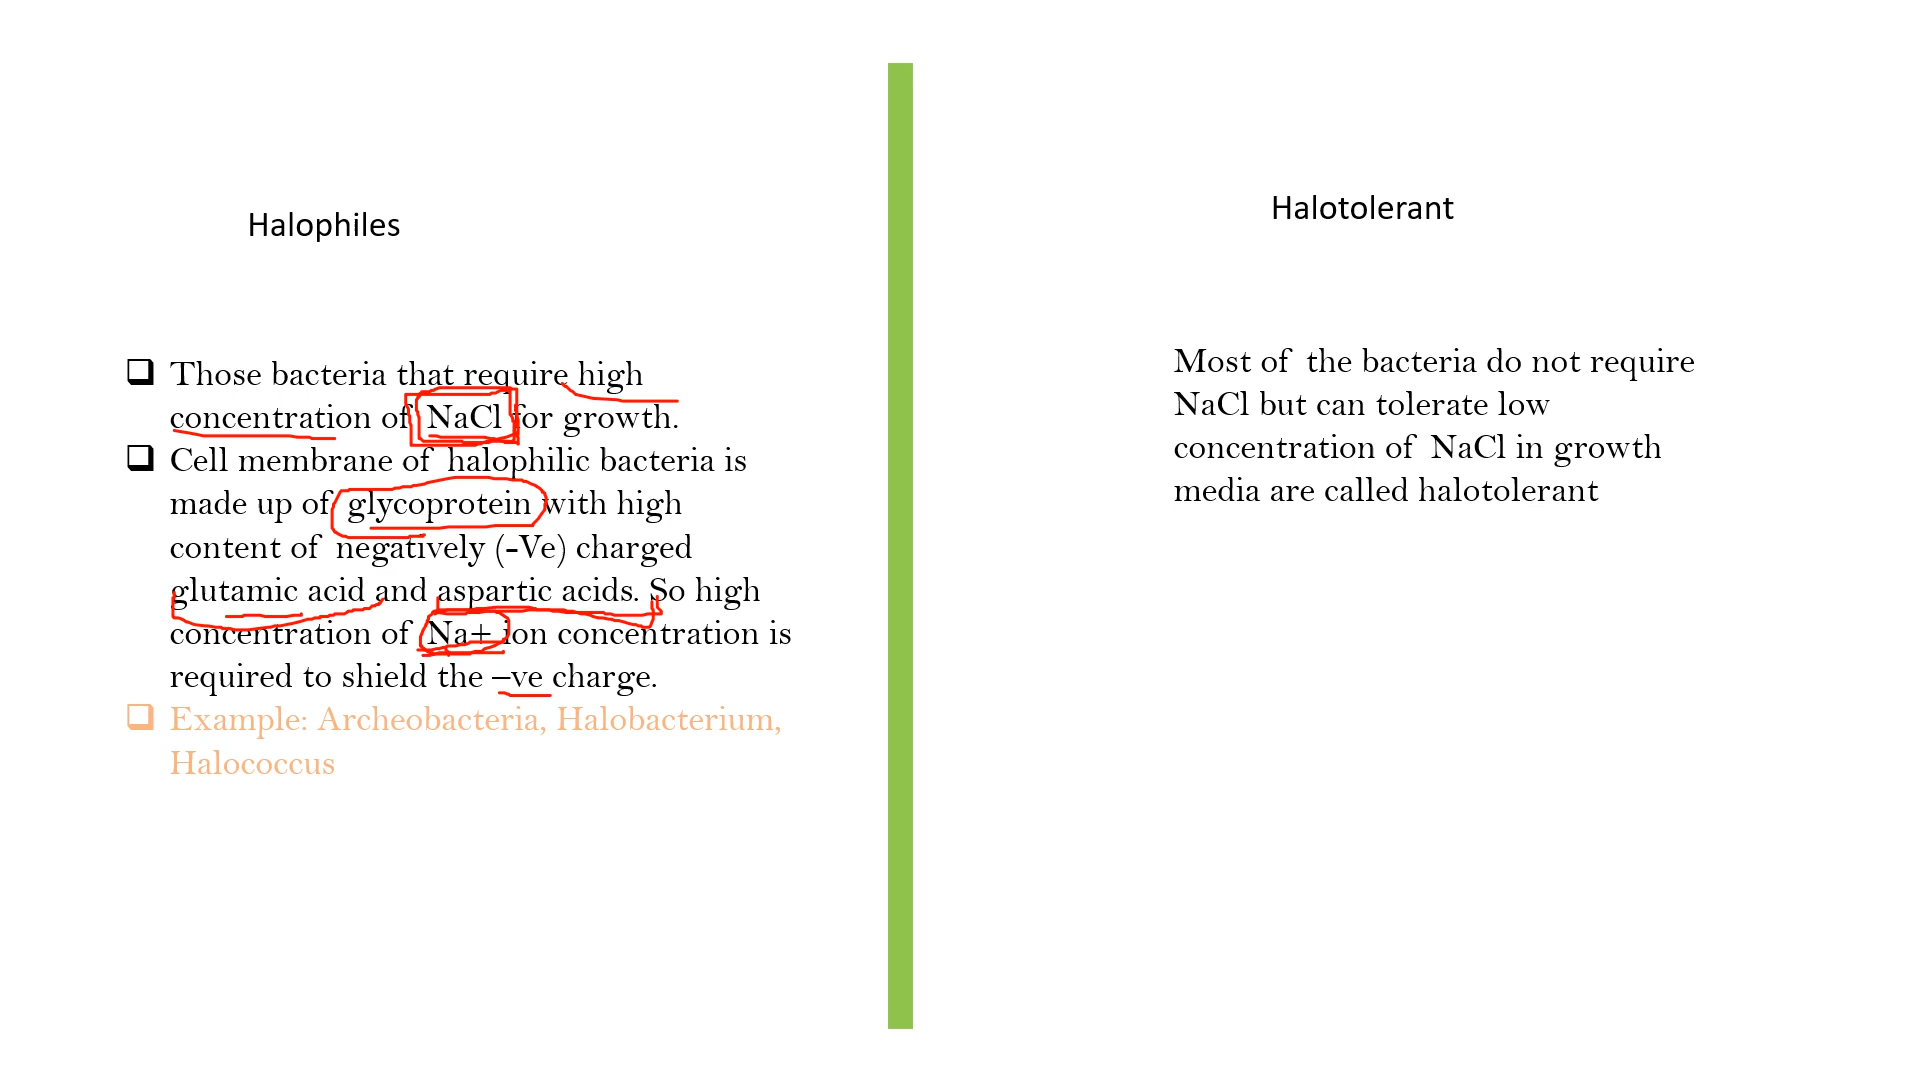 Halophiles
Those bacteria that require high
concentration of NaCl for growth.
Cell membrane of halophilic bacteria is
made up of glycoprotein with high
content of negatively (-Ve) charged
glutamic acid and aspartic acids. So high
concentration of Na+ ion concentration is
required to shield the –ve charge.
Example: Archeobacteria, Halobacterium,
Halococcus
Halotolerant
Most of the bacteria do not require
NaCl but can tolerate low
concentration of NaCl in growth
media are called halotolerant